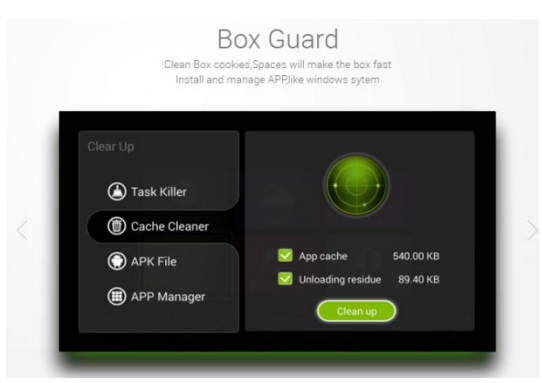 Box Guard
Clean Box cookies,Spaces will make the box fast
Install and manage APP,like windows sytem
Clear Up
Task Killer
Cache Cleaner
APK File
APP Manager
App cache 540.00 KB
Unloading residue 89.40 KB
Clean up